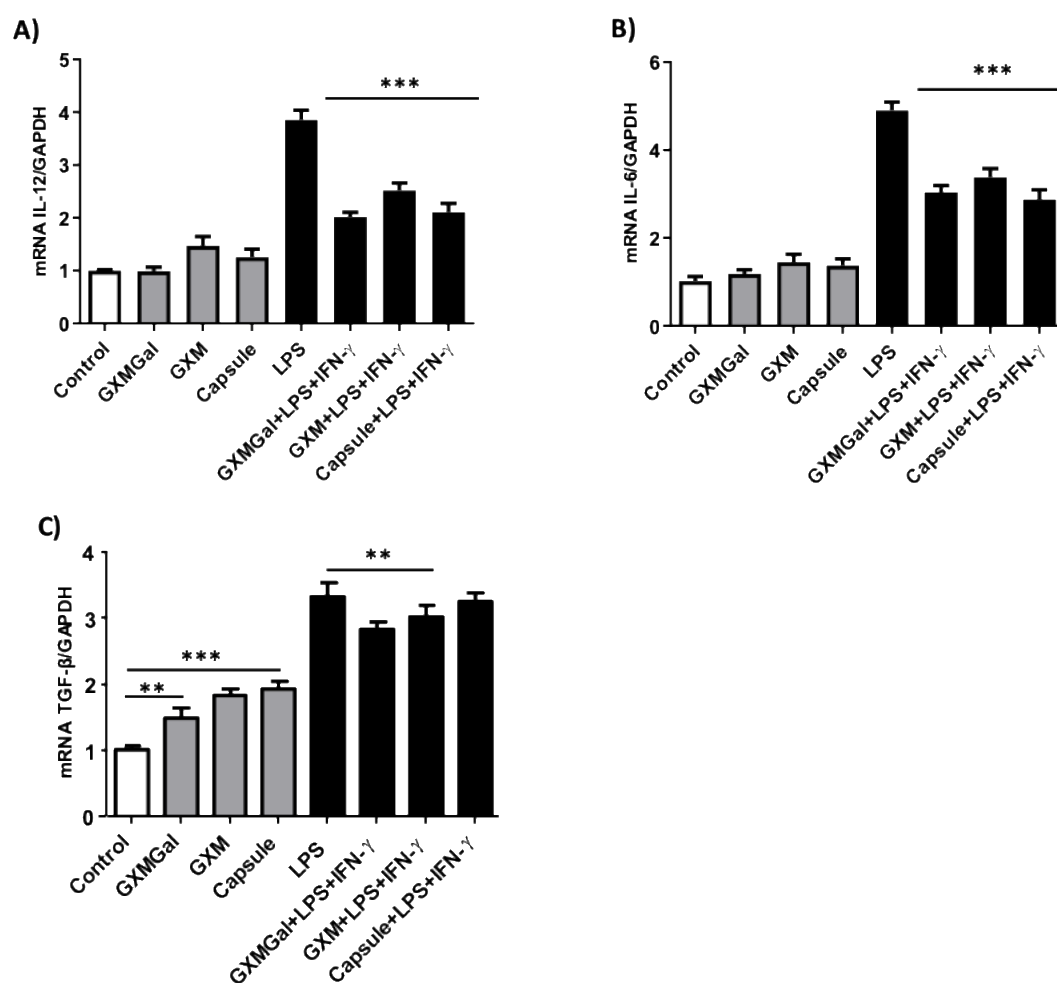 A)
mRNA IL-12/GAPDH
5
4
3
2
1
0
***
Control
GXMGal
GXM
Capsule
LPS
GXMGal+LPS+IFN-γ
GXM+LPS+IFN-γ
Capsule+LPS+IFN-γ
B)
mRNA IL-6/GAPDH
6
4
2
0
***
Control
GXMGal
GXM
Capsule
LPS
GXMGal+LPS+IFN-γ
GXM+LPS+IFN-γ
Capsule+LPS+IFN-γ
C)
mRNA TGF-β/GAPDH
4
3
2
1
0
**
***
**
Control
GXMGal
GXM
Capsule
LPS
GXMGal+LPS+IFN-γ
GXM+LPS+IFN-γ
Capsule+LPS+IFN-γ